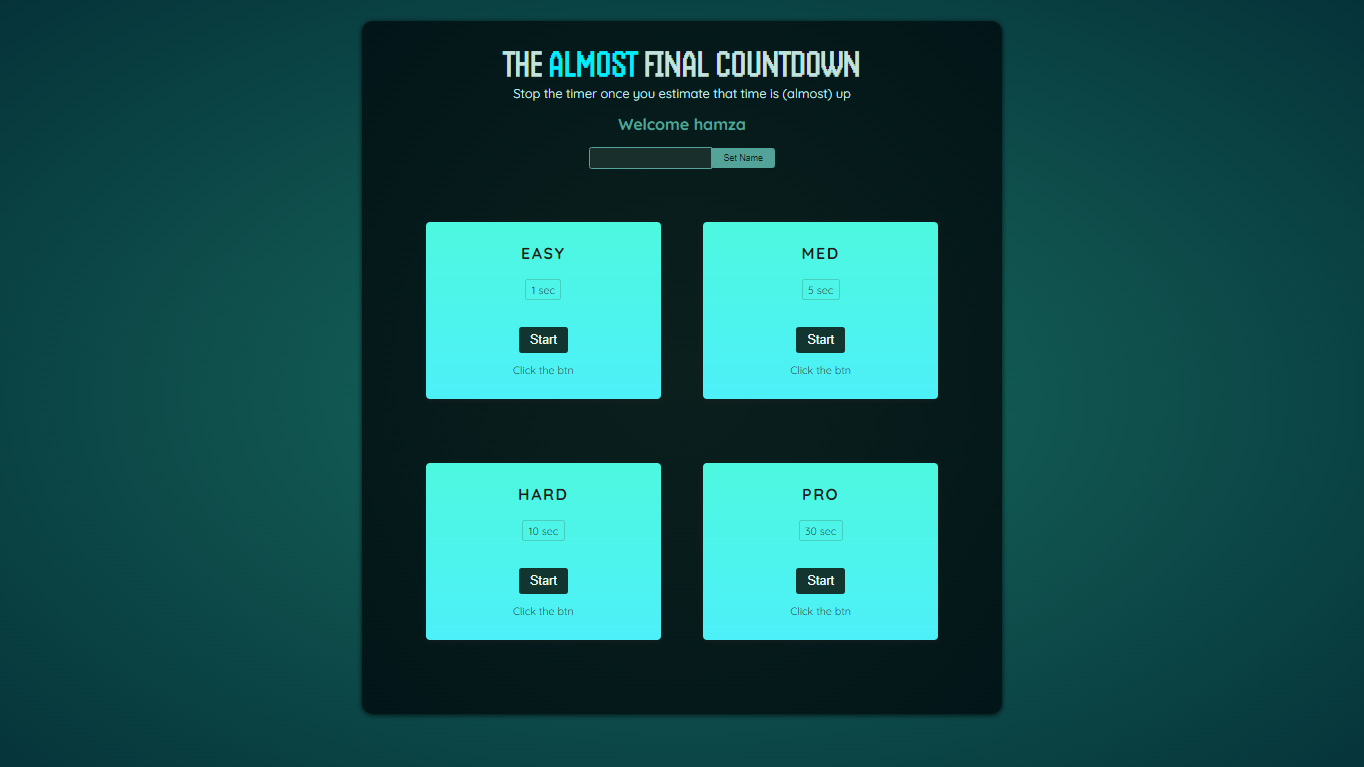 THE ALMOST FINAL COUNTDOWN
Stop the timer once you estimate that time is (almost) up
Welcome hamza
Set Name
EASY
1 sec
Start
Click the btn
MED
5 sec
Start
Click the btn
HARD
10 sec
Start
Click the btn
PRO
30 sec
Start
Click the btn